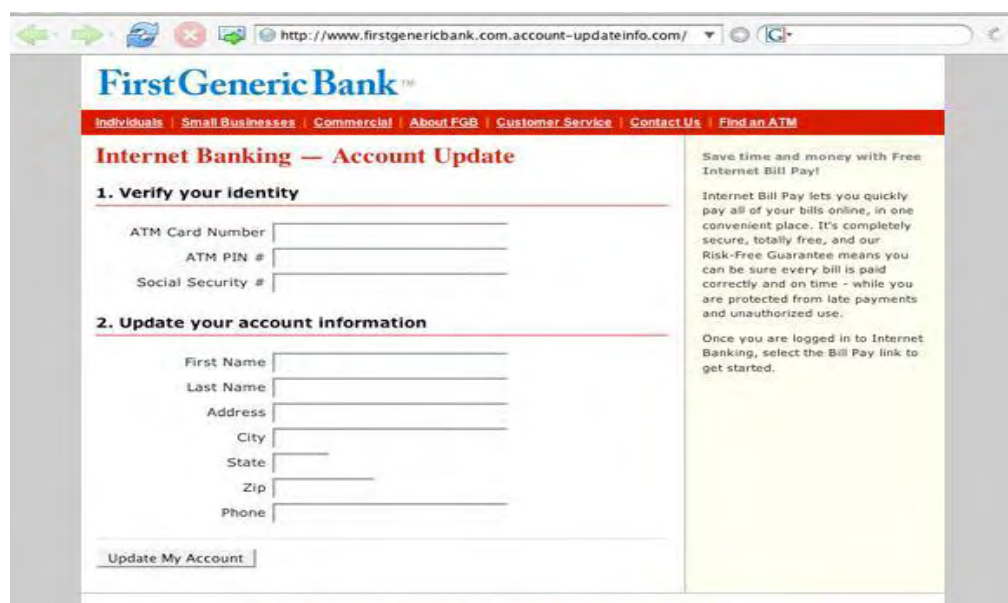 http://www.firstgenericbank.com.account-updateinfo.com/
G
First Generic Bank™
Individuals | Small Businesses | Commercial | About FGB | Customer Service | Contact Us | Find an ATM
Internet Banking — Account Update
1. Verify your identity
ATM Card Number
ATM PIN #
Social Security #
2. Update your account information
First Name
Last Name
Address
City
State
Zip
Phone
Update My Account
Save time and money with Free
Internet Bill Pay!
Internet Bill Pay lets you quickly
pay all of your bills online, in one
convenient place. It's completely
secure, totally free, and our
Risk-Free Guarantee means you
can be sure every bill is paid
correctly and on time - while you
are protected from late payments
and unauthorized use.
Once you are logged in to Internet
Banking, select the Bill Pay link to
get started.